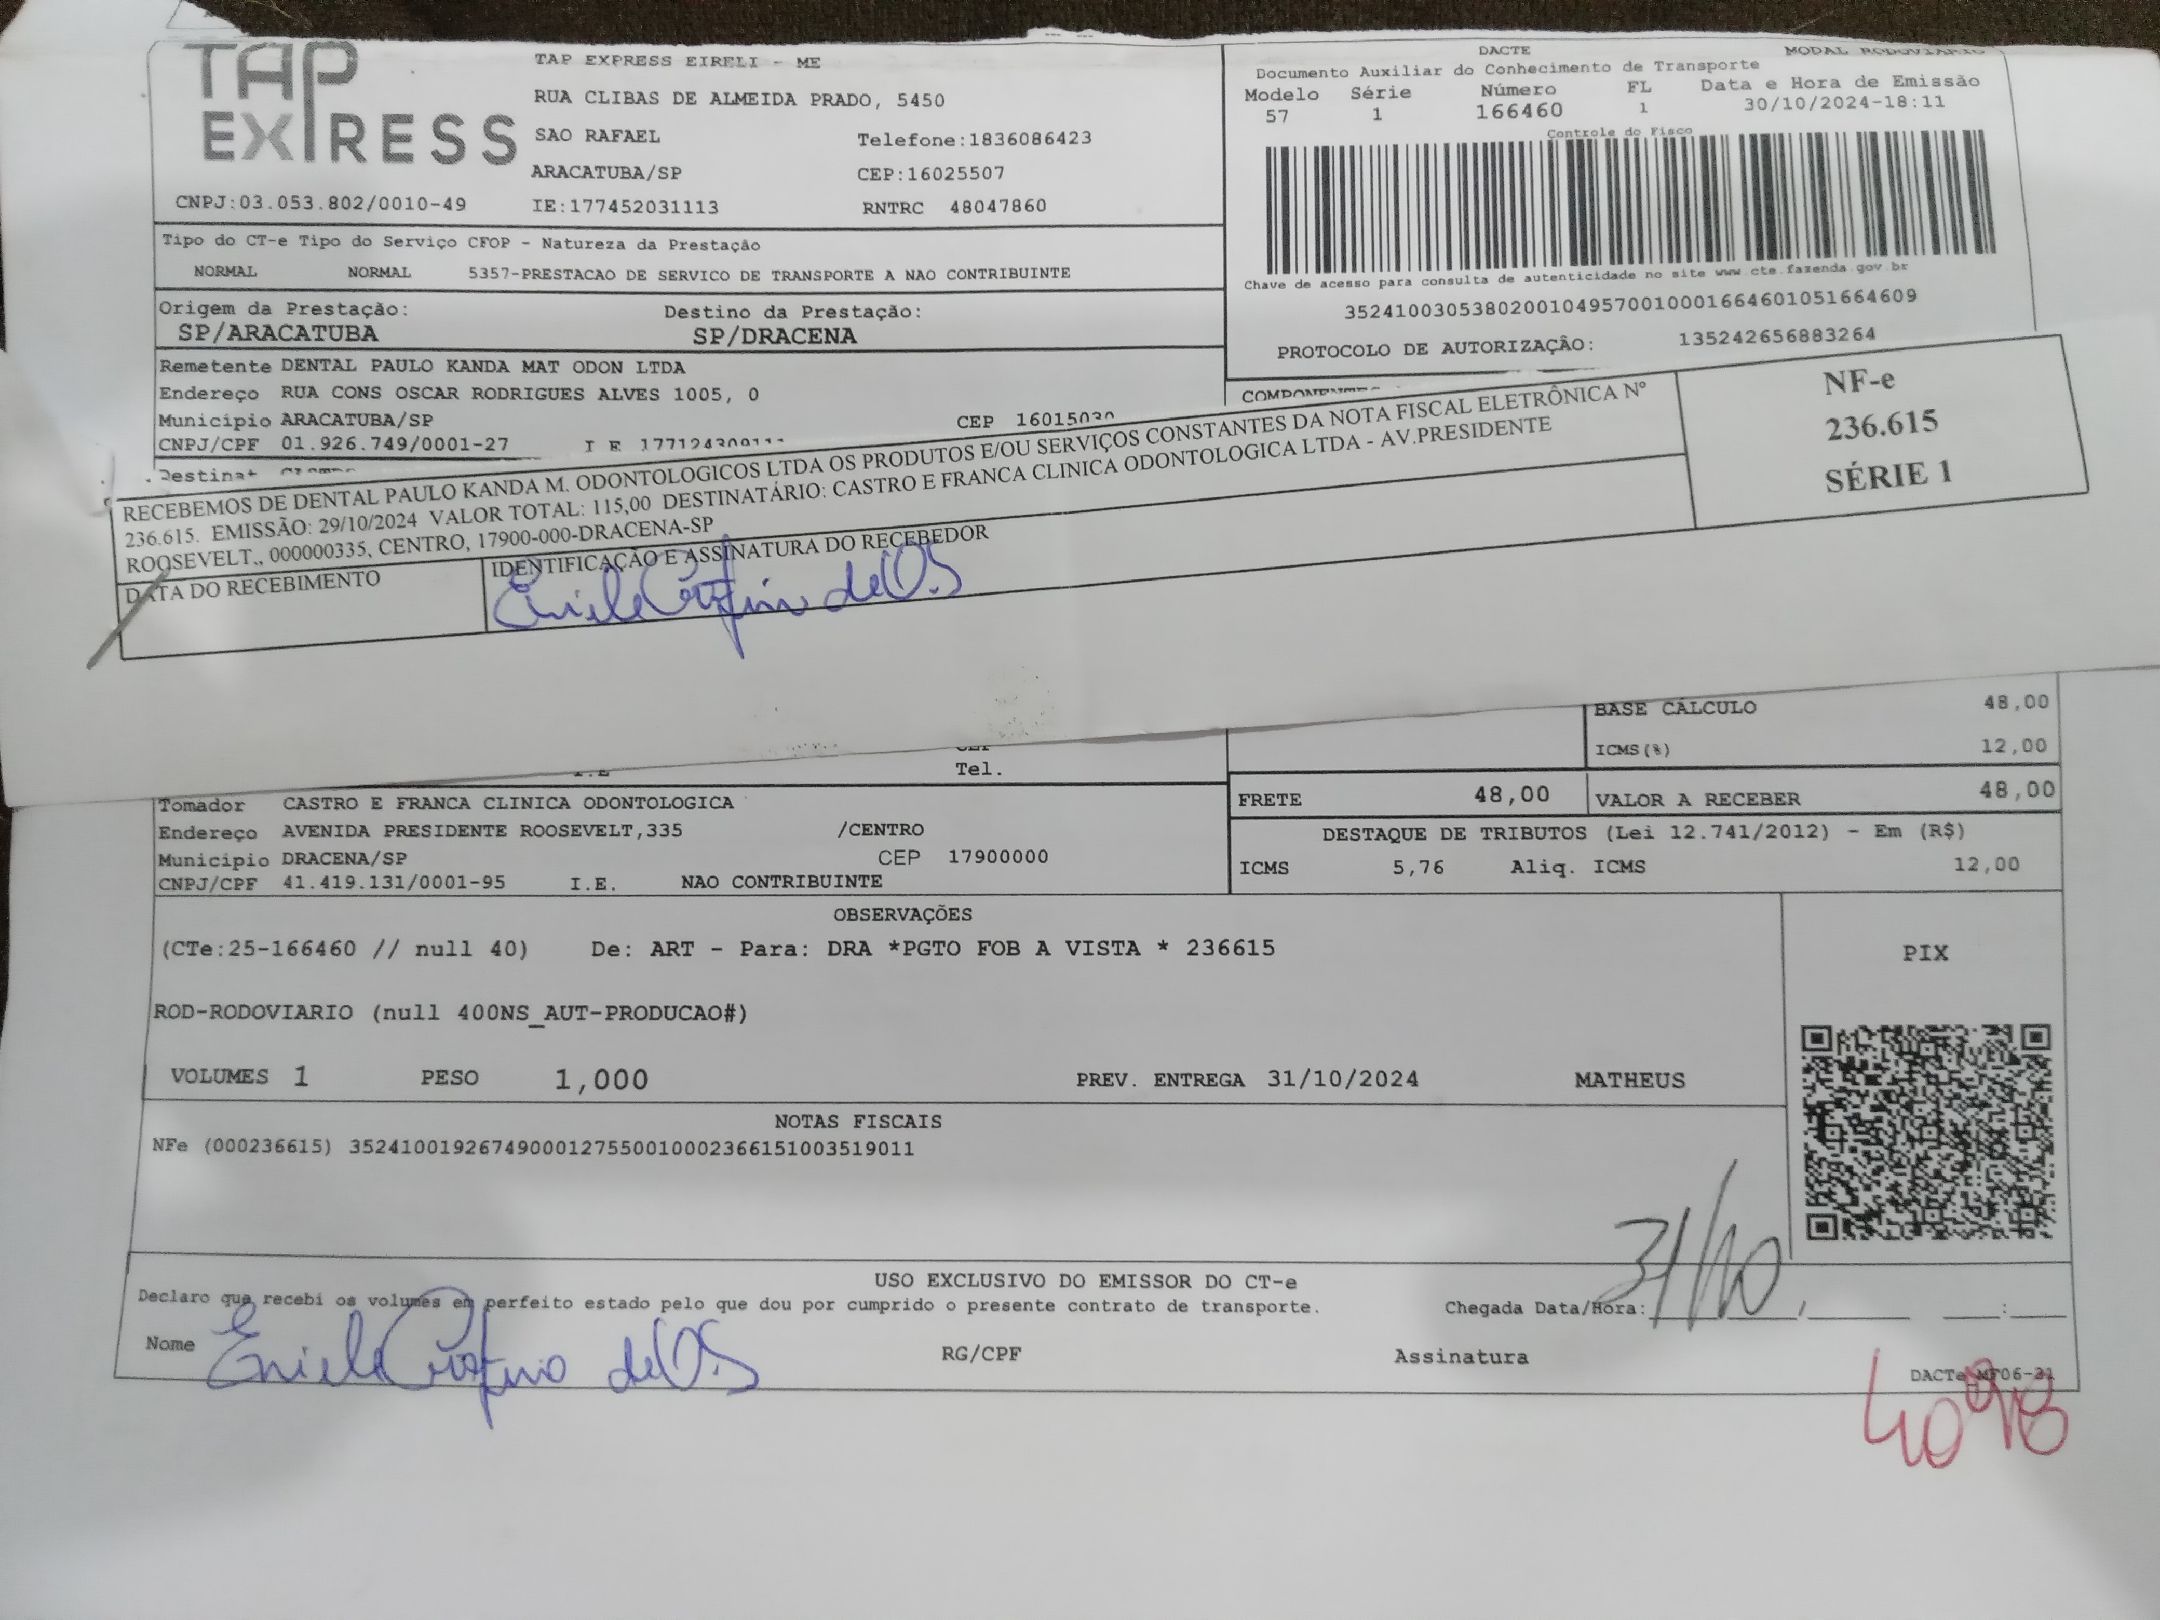 TAP EXPRESS
TAP EXPRESS EIRELI - ME
RUA CLIBAS DE ALMEIDA PRADO, 5450
SAO RAFAEL Telefone:1836086423
ARACATUBA/SP CEP:16025507
CNPJ:03.053.802/0010-49 IE:177452031113 RNTRC 48047860
DACTE MODAL RODOVIARIO
Documento Auxiliar do Conhecimento de Transporte
Modelo Série Número FL Data e Hora de Emissão
57 1 166460 1 30/10/2024-18:11
Controle do Fisco
Chave de acesso para consulta de autenticidade no site www.cte.fazenda.gov.br
35241003053802001049570010001664601051664609
PROTOCOLO DE AUTORIZAÇÃO: 135242656883264
Tipo do CT-e Tipo do Serviço CFOP - Natureza da Prestação
NORMAL NORMAL 5357-PRESTACAO DE SERVICO DE TRANSPORTE A NAO CONTRIBUINTE
Origem da Prestação: Destino da Prestação:
SP/ARACATUBA SP/DRACENA
Remetente DENTAL PAULO KANDA MAT ODON LTDA
Endereço RUA CONS OSCAR RODRIGUES ALVES 1005, 0
Município ARACATUBA/SP CEP 16015030
CNPJ/CPF 01.926.749/0001-27 I E
RECEBEMOS DE DENTAL PAULO KANDA M. ODONTOLOGICOS LTDA OS PRODUTOS E/OU SERVIÇOS CONSTANTES DA NOTA FISCAL ELETRÔNICA Nº
236.615. EMISSÃO: 29/10/2024 VALOR TOTAL: 115,00 DESTINATÁRIO: CASTRO E FRANCA CLINICA ODONTOLOGICA LTDA - AV.PRESIDENTE
ROOSEVELT,, 000000335, CENTRO, 17900-000-DRACENA-SP
NF-e
236.615
SÉRIE 1
DATA DO RECEBIMENTO IDENTIFICAÇÃO E ASSINATURA DO RECEBEDOR
BASE CALCULO 48,00
ICMS(%) 12,00
Tel.
FRETE 48,00 VALOR A RECEBER 48,00
DESTAQUE DE TRIBUTOS (Lei 12.741/2012) - Em (R$)
ICMS 5,76 Aliq. ICMS 12,00
Tomador CASTRO E FRANCA CLINICA ODONTOLOGICA
Endereço AVENIDA PRESIDENTE ROOSEVELT,335 /CENTRO
Municipio DRACENA/SP CEP 17900000
CNPJ/CPF 41.419.131/0001-95 I.E. NAO CONTRIBUINTE
OBSERVAÇÕES
(CTe:25-166460 // null 40) De: ART - Para: DRA *PGTO FOB A VISTA * 236615
ROD-RODOVIARIO (null 400NS_AUT-PRODUCAO#)
PIX
VOLUMES 1 PESO 1,000 PREV. ENTREGA 31/10/2024 MATHEUS
NOTAS FISCAIS
NFe (000236615) 35241001926749000127550010002366151003519011
USO EXCLUSIVO DO EMISSOR DO CT-e
Declaro que recebi os volumes em perfeito estado pelo que dou por cumprido o presente contrato de transporte. Chegada Data/Hora: 31/10
Nome RG/CPF Assinatura